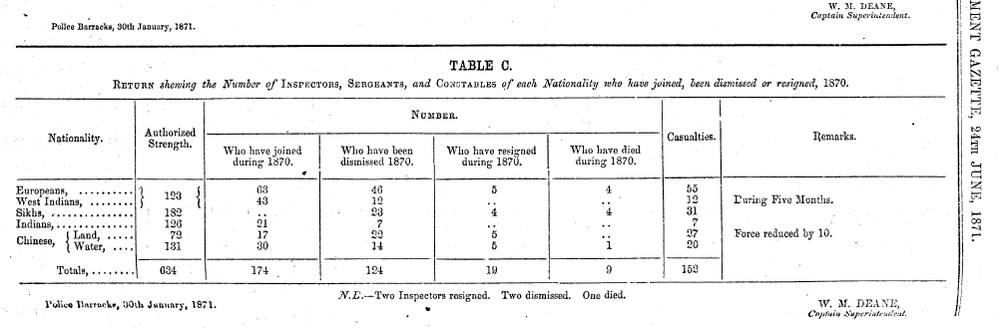 W. M. DEANE,
Captain Superintendent.
Police Barracks, 30th January, 1871.
TABLE C.
RETURN shewing the Number of INSPECTORS, SERGEANTS, and CONSTABLES of each Nationality who have joined, been dismissed or resigned, 1870.
Nationality. Authorized Strength. NUMBER. Casualties. Remarks.
Who have joined during 1870. Who have been dismissed 1870. Who have resigned during 1870. Who have died during 1870.
Europeans, .......... } 123 { 63 46 5 4 55
West Indians, ........ 43 12 .. .. 12 During Five Months.
Sikhs, ............... 182 .. 23 4 4 31
Indians, .............. 126 21 7 .. .. 7
Chinese, { Land, ..... 72 17 22 5 .. 27 Force reduced by 10.
{ Water, .... 131 30 14 5 1 20
Totals, ........ 634 174 124 19 9 152
N.B.—Two Inspectors resigned. Two dismissed. One died.
Police Barracks, 30th January, 1871.
W. M. DEANE,
Captain Superintendent.
MENT GAZETTE, 24TH JUNE, 1871.